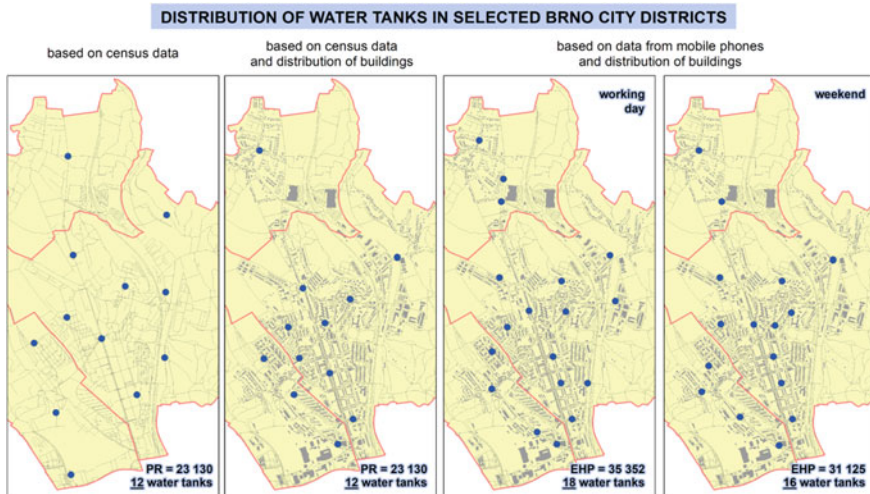 DISTRIBUTION OF WATER TANKS IN SELECTED BRNO CITY DISTRICTS
based on census data
based on census data
and distribution of buildings
based on data from mobile phones
and distribution of buildings
working
day
weekend
PR = 23 130
12 water tanks
PR = 23 130
12 water tanks
EHP = 35 352
18 water tanks
EHP = 31 125
16 water tanks